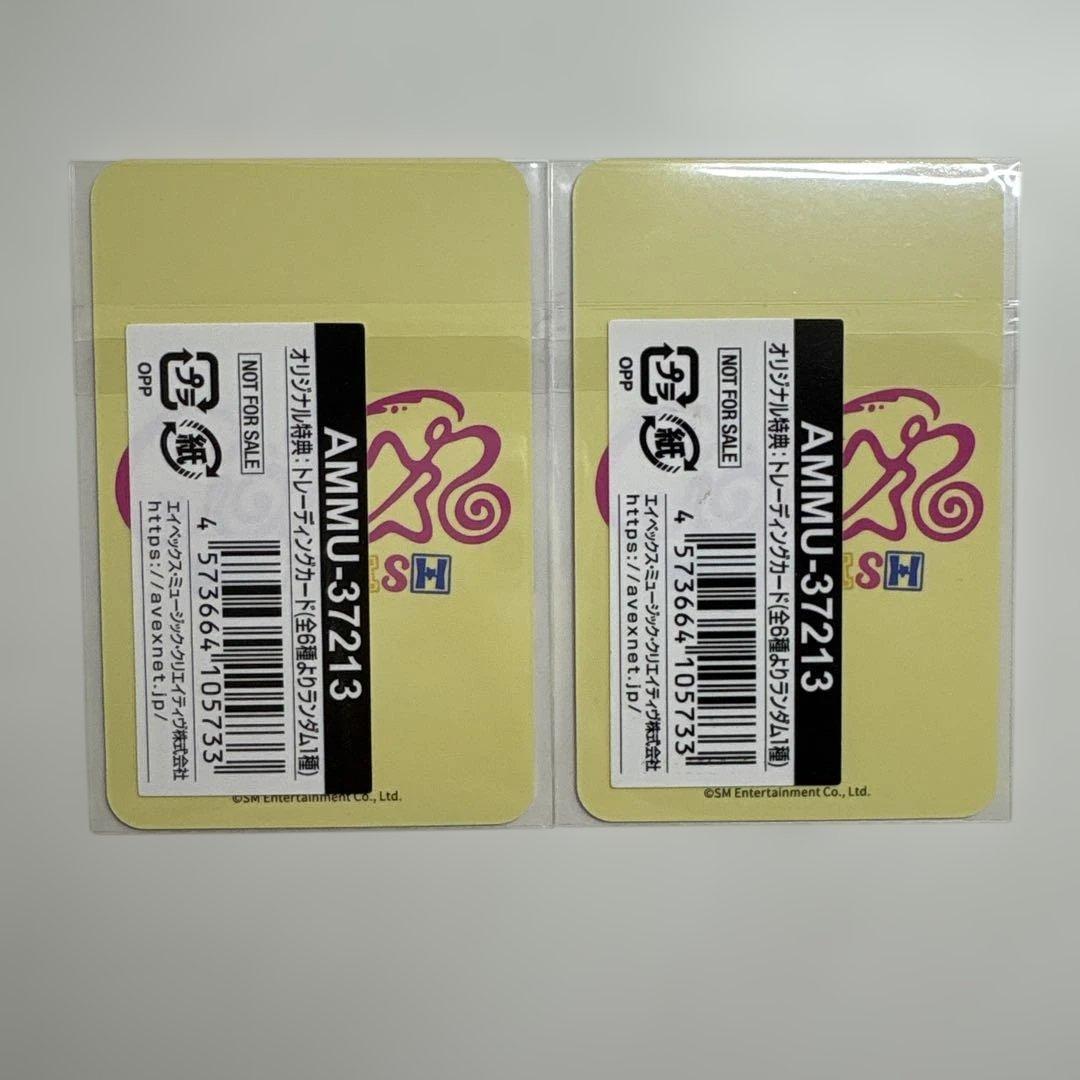 AMMU-37213
オリジナル特典:トレーディングカード(全6種よりランダム1種)
NOT FOR SALE
プラ
紙
OPP
4 573664 105733
エイベックス・ミュージック・クリエイティヴ株式会社
https://avexnet.jp/
©SM Entertainment Co., Ltd.
AMMU-37213
オリジナル特典:トレーディングカード(全6種よりランダム1種)
NOT FOR SALE
プラ
紙
OPP
4 573664 105733
エイベックス・ミュージック・クリエイティヴ株式会社
https://avexnet.jp/
©SM Entertainment Co., Ltd.